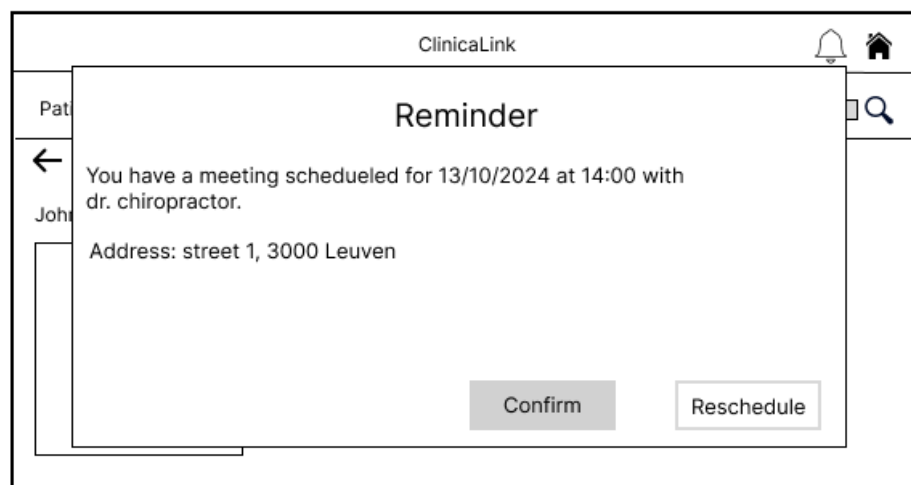 ClinicaLink
Pati
Reminder
You have a meeting schedueled for 13/10/2024 at 14:00 with
dr. chiropractor.
John
Address: street 1, 3000 Leuven
Confirm
Reschedule